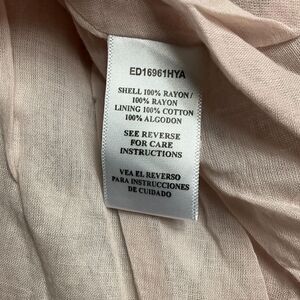 ED16961HYA
SHELL 100% RAYON /
100% RAYON
LINING 100% COTTON
100% ALGODON
SEE REVERSE
FOR CARE
INSTRUCTIONS
VEA EL REVERSO
PARA INSTRUCCIONES
DE CUIDADO